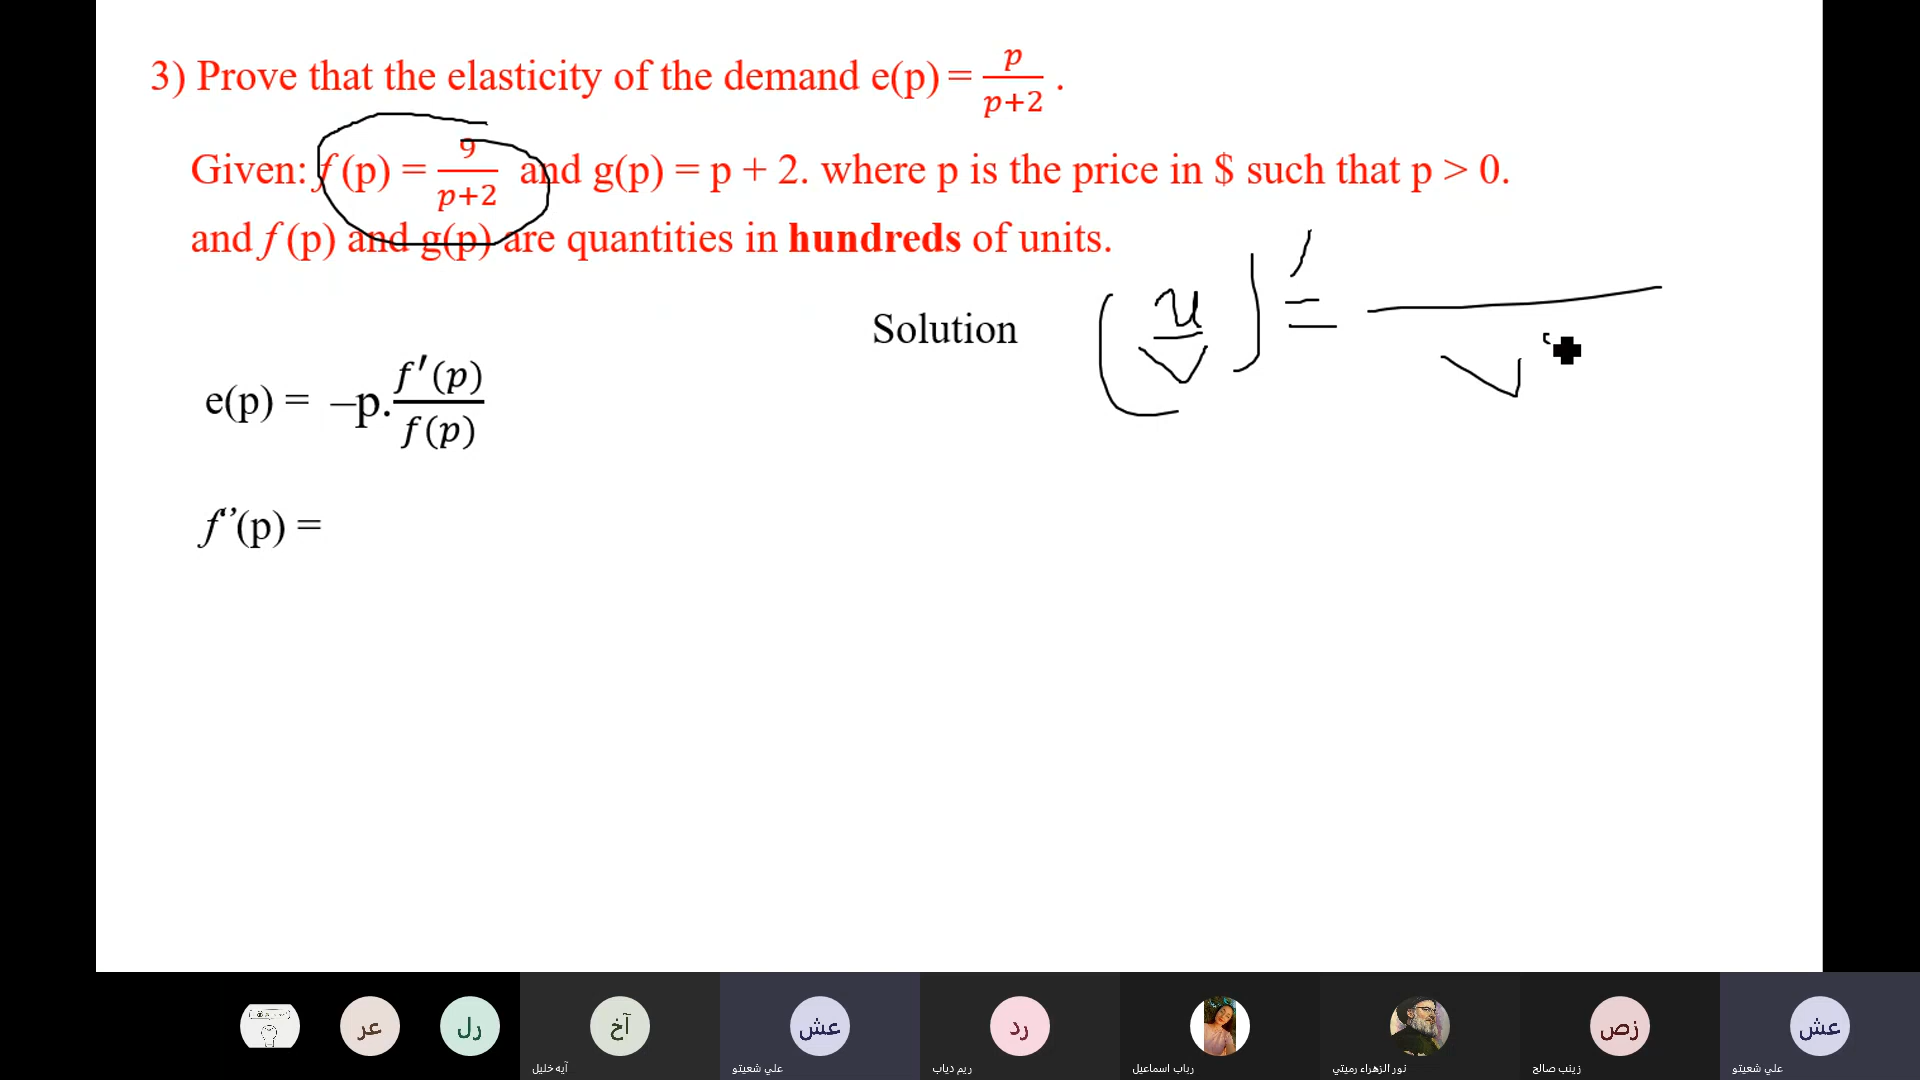 3) Prove that the elasticity of the demand e(p) = p/(p+2) .
Given: f (p) = 9/(p+2) and g(p) = p + 2. where p is the price in $ such that p > 0.
and f (p) and g(p) are quantities in hundreds of units.
Solution
(u/v)' = ——— / v
e(p) = –p. f′(p)/f(p)
f''(p) =
عر
رل
آخ
عش
رد
زص
عش
آيه خليل
علي شعيتو
ريم دياب
رباب اسماعيل
نور الزهراء رميتي
زينب صالح
علي شعيتو